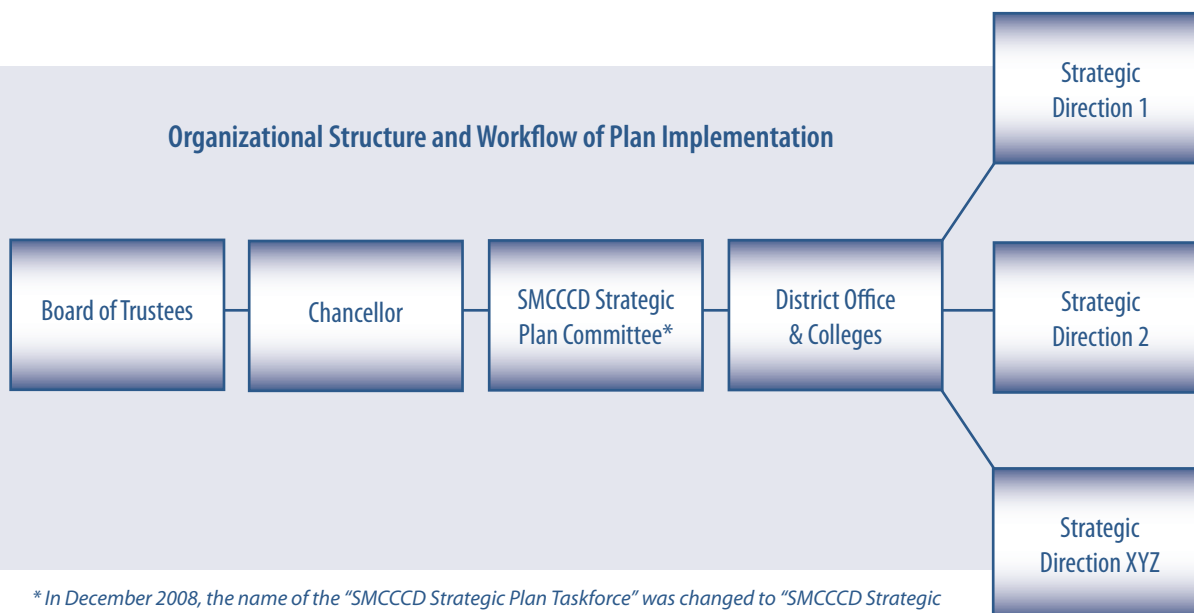 Strategic
Direction 1
Organizational Structure and Workflow of Plan Implementation
Board of Trustees
Chancellor
SMCCCD Strategic
Plan Committee*
District Office
& Colleges
Strategic
Direction 2
Strategic
Direction XYZ
* In December 2008, the name of the “SMCCCD Strategic Plan Taskforce” was changed to “SMCCCD Strategic